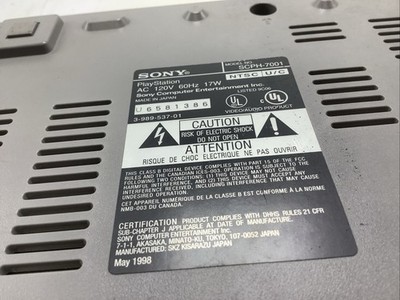 SONY®
MODEL NO. SCPH-7001
PlayStation
NTSC U/C
AC 120V 60Hz 17W
Sony Computer Entertainment Inc.
MADE IN JAPAN
LISTED
U6581386
UL
UL
VIDEO/AUDIO PRODUCT
3-989-537-01
CAUTION
RISK OF ELECTRIC SHOCK
DO NOT OPEN
ATTENTION
RISQUE DE CHOC ELECTRIQUE NE PAS OUVRIR
THIS CLASS B DIGITAL DEVICE COMPLIES WITH PART 15 OF THE FCC
RULES AND THE CANADIAN ICES-003. OPERATION IS SUBJECT TO THE
FOLLOWING TWO CONDITIONS: (1) THIS DEVICE MAY NOT CAUSE
HARMFUL INTERFERENCE, AND (2) THIS DEVICE MUST ACCEPT ANY
INTERFERENCE RECEIVED, INCLUDING INTERFERENCE THAT MAY CAUSE
UNDESIRED OPERATION.
CET APPAREIL NUMÉRIQUE DE LA CLASSE B EST CONFORME À LA NORME
NMB-003 DU CANADA.
CERTIFICATION PRODUCT COMPLIES WITH DHHS RULES 21 CFR
SUB-CHAPTER J APPLICABLE AT DATE OF MANUFACTURE.
SONY COMPUTER ENTERTAINMENT INC.
7-1-1, AKASAKA, MINATO-KU, TOKYO, 107-0052 JAPAN
MANUFACTURED: SKZ KISARAZU JAPAN
May 1998